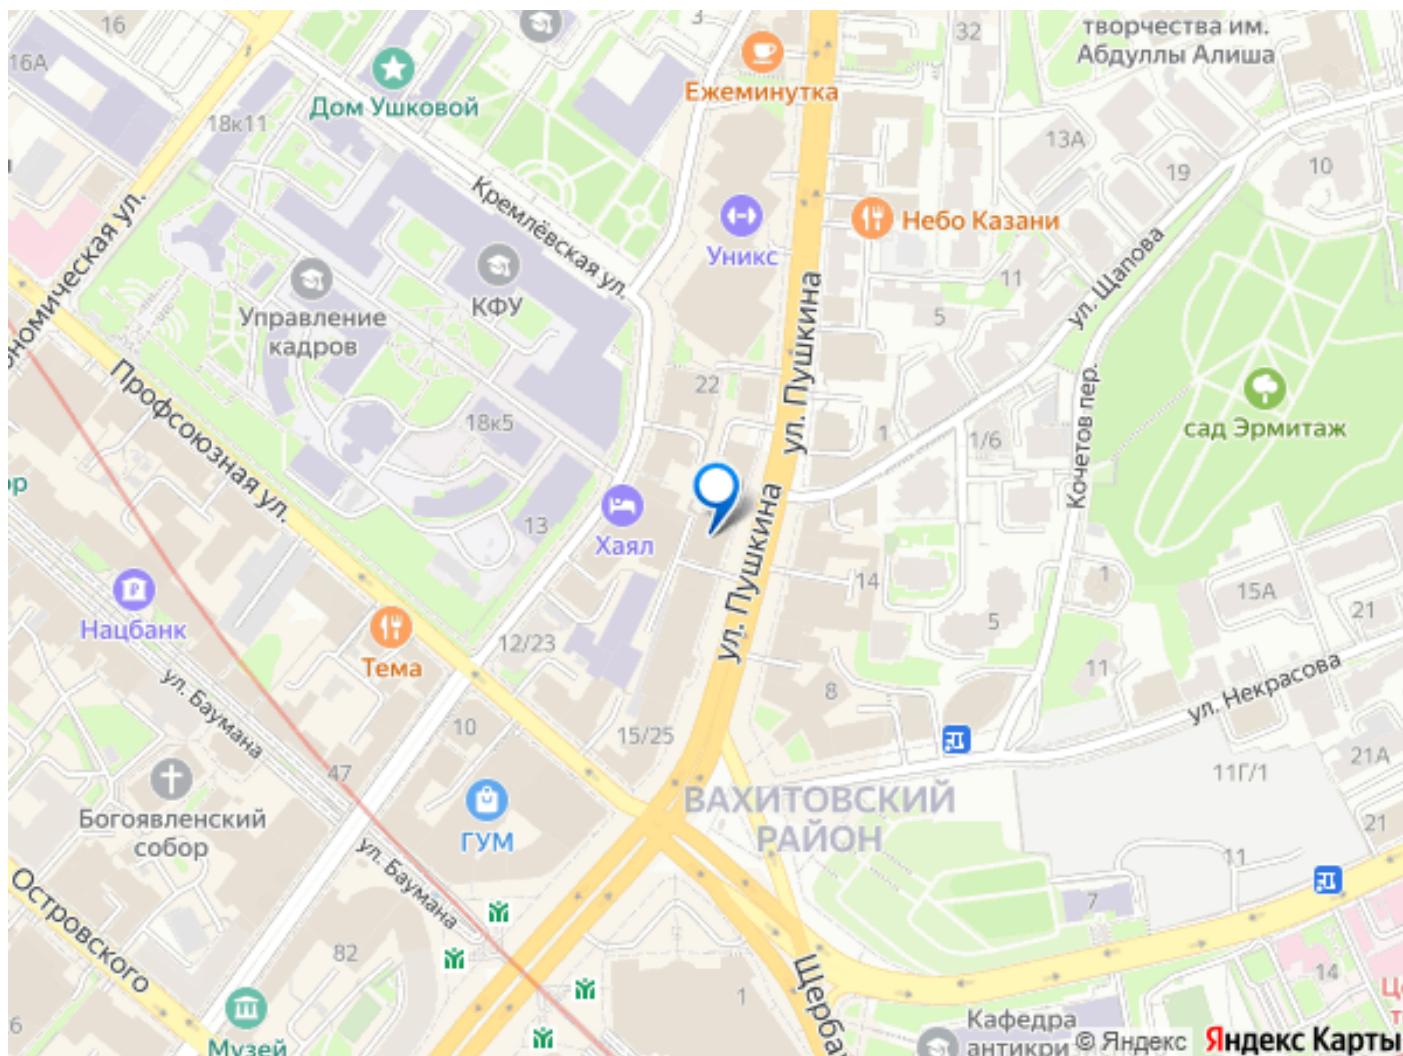 16
3
32
творчества им.
Абдуллы Алиша
16А
Ежеминутка
Дом Ушковой
18к11
13А
19
10
Кремлёвская ул.
Небо Казани
Уникс
КФУ
11
ул. Щапова
Управление
кадров
5
ул. Пушкина
Профсоюзная ул.
22
18к5
1
1/6
Кочетов пер.
сад Эрмитаж
13
Хаял
ул. Пушкина
14
1
15А
21
Нацбанк
Тема
12/23
5
11
8
ул. Некрасова
ул. Баумана
10
15/25
47
21А
11Г/1
Богоявленский
собор
ГУМ
ВАХИТОВСКИЙ
РАЙОН
21
11
ул. Баумана
7
Островского
82
1
14
6
Музей
Кафедра
© Яндекс
Яндекс Карты